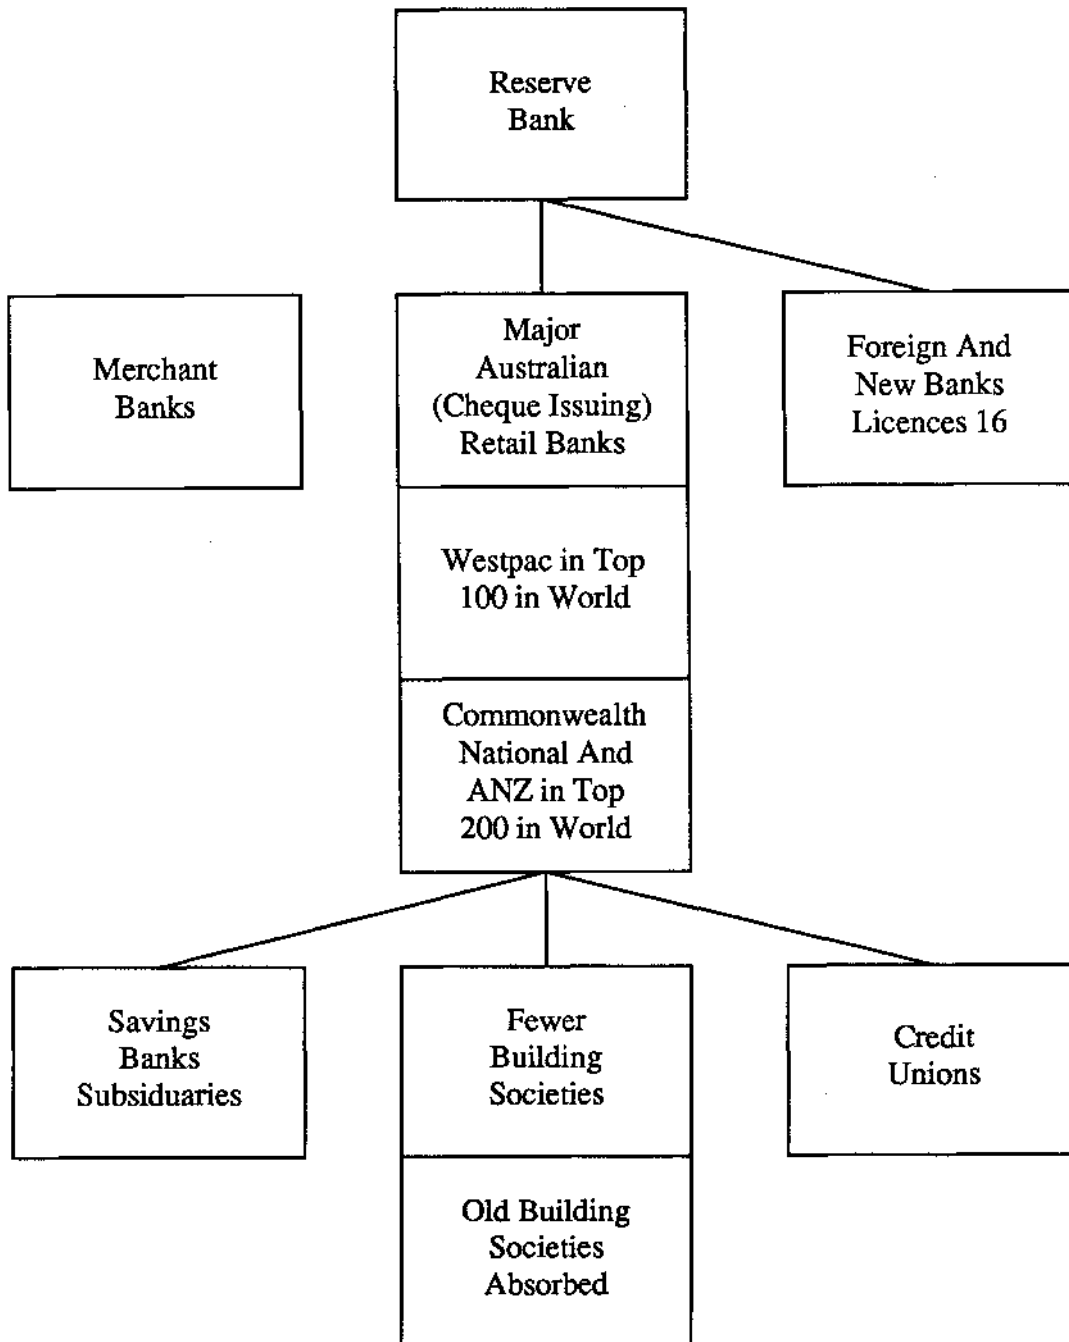 Reserve
Bank
Merchant
Banks
Major
Australian
(Cheque Issuing)
Retail Banks
Foreign And
New Banks
Licences 16
Westpac in Top
100 in World
Commonwealth
National And
ANZ in Top
200 in World
Savings
Banks
Subsiduaries
Fewer
Building
Societies
Credit
Unions
Old Building
Societies
Absorbed